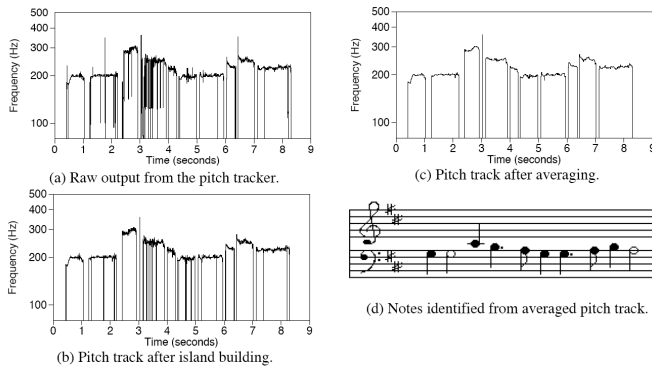 500
400
300
200
100
Frequency (Hz)
0 1 2 3 4 5 6 7 8 9
Time (seconds)
(a) Raw output from the pitch tracker.
500
400
300
200
100
Frequency (Hz)
0 1 2 3 4 5 6 7 8 9
Time (seconds)
(c) Pitch track after averaging.
500
400
300
200
100
Frequency (Hz)
0 1 2 3 4 5 6 7 8 9
Time (seconds)
(b) Pitch track after island building.
(d) Notes identified from averaged pitch track.